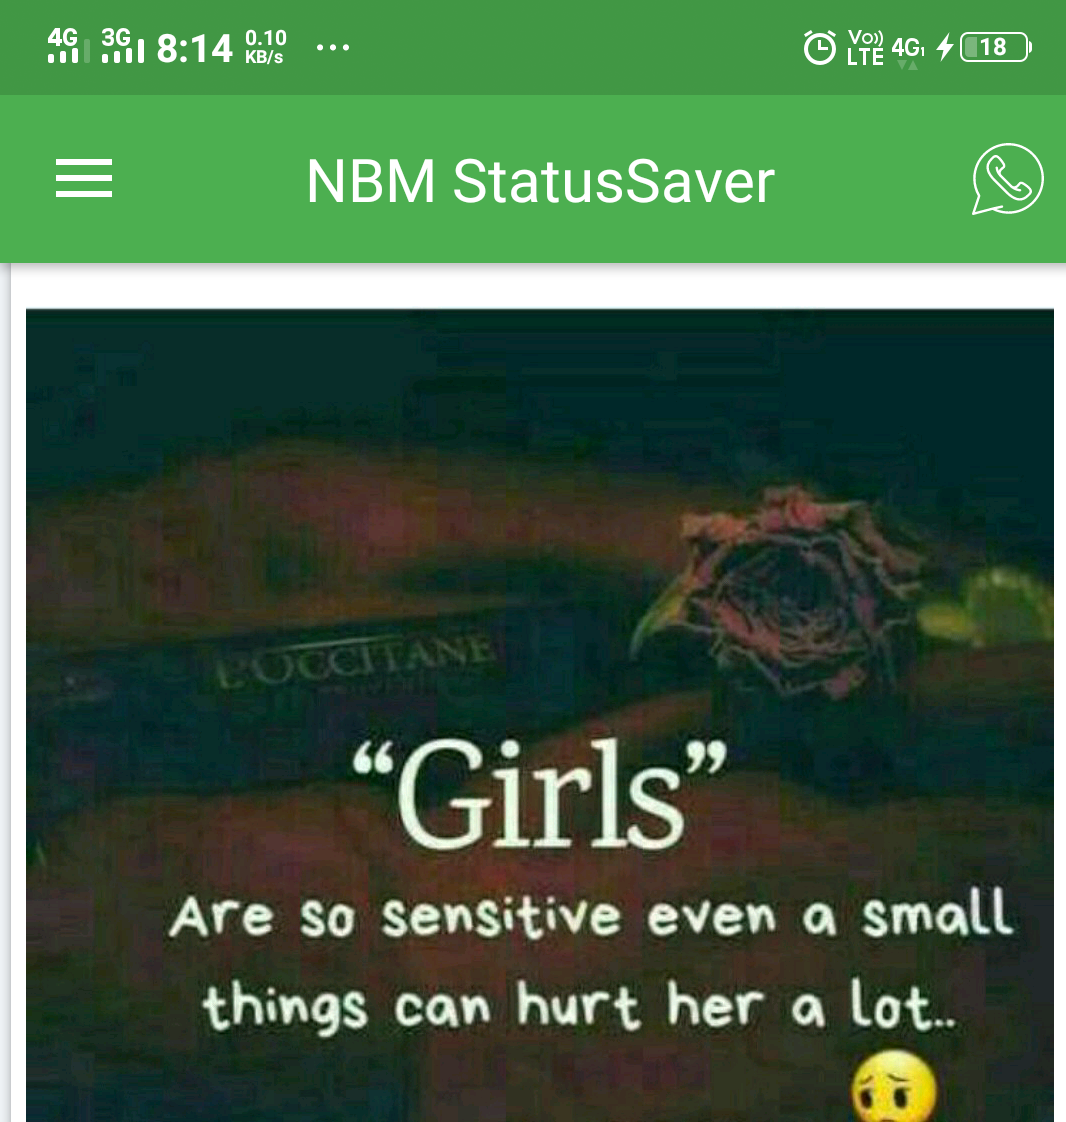 4G 3G 8:14 0.10 KB/s ... Vo)) LTE 4G1 18
NBM StatusSaver
L'OCCITANE
“Girls”
Are so sensitive even a small
things can hurt her a lot..